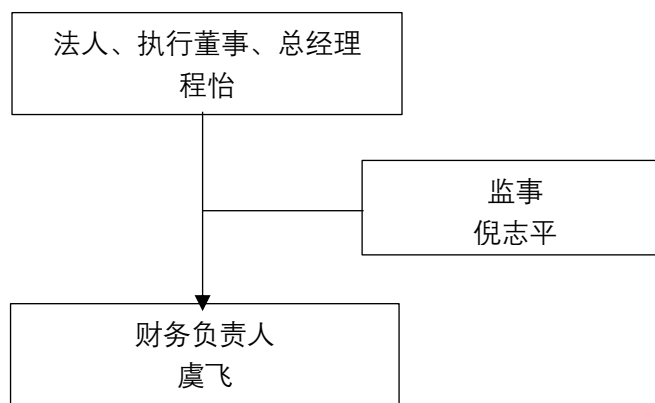 法人、执行董事、总经理
程怡
监事
倪志平
财务负责人
虞飞